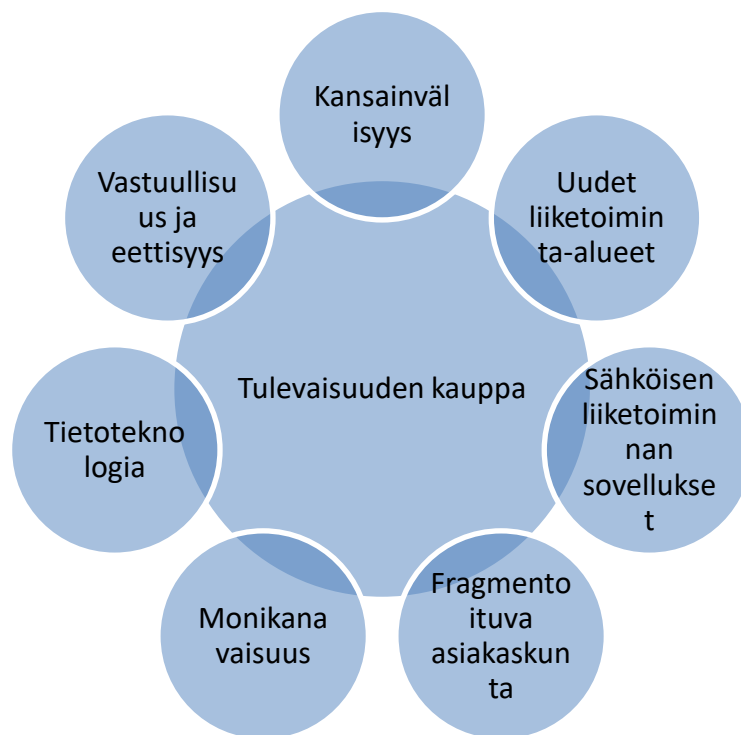 Kansainväl
isyys
Uudet
liiketoimin
ta-alueet
Sähköisen
liiketoimin
nan
sovellukse
t
Fragmento
ituva
asiakaskun
ta
Monikana
vaisuus
Tietotekno
logia
Vastuullisu
us ja
eettisyys
Tulevaisuuden kauppa